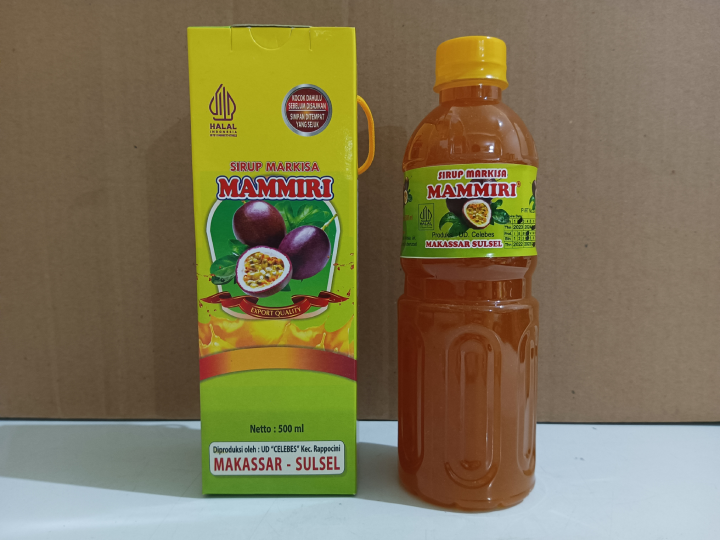 HALAL
INDONESIA
KOCOK DAHULU
SEBELUM DISAJIKAN
SIMPAN DITEMPAT
YANG SEJUK
SIRUP MARKISA
MAMMIRI
EXPORT QUALITY
Netto : 500 ml
Diproduksi oleh : UD "CELEBES" Kec. Rappocini
MAKASSAR - SULSEL
SIRUP MARKISA
MAMMIRI®
UD. Celebes
MAKASSAR SULSEL